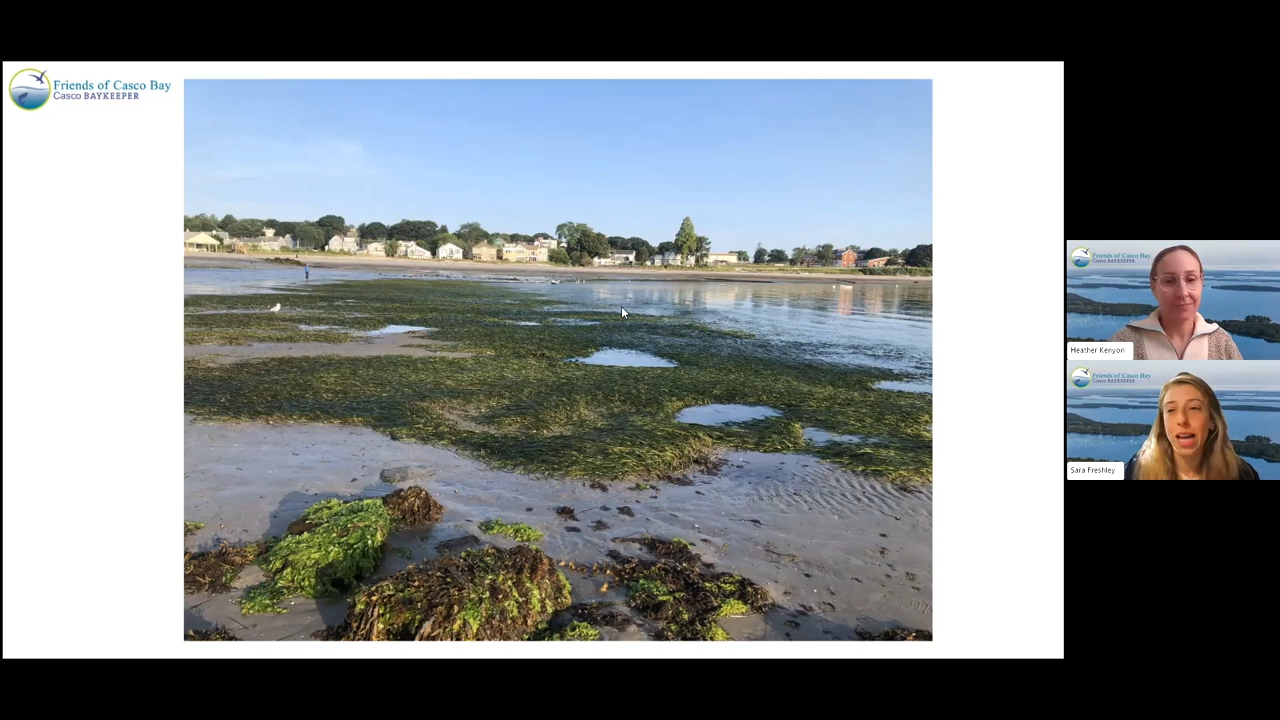 Friends of Casco Bay
Casco BAYKEEPER
Friends of Casco Bay
Casco BAYKEEPER
Heather Kenyon
Friends of Casco Bay
Casco BAYKEEPER
Sara Freshley